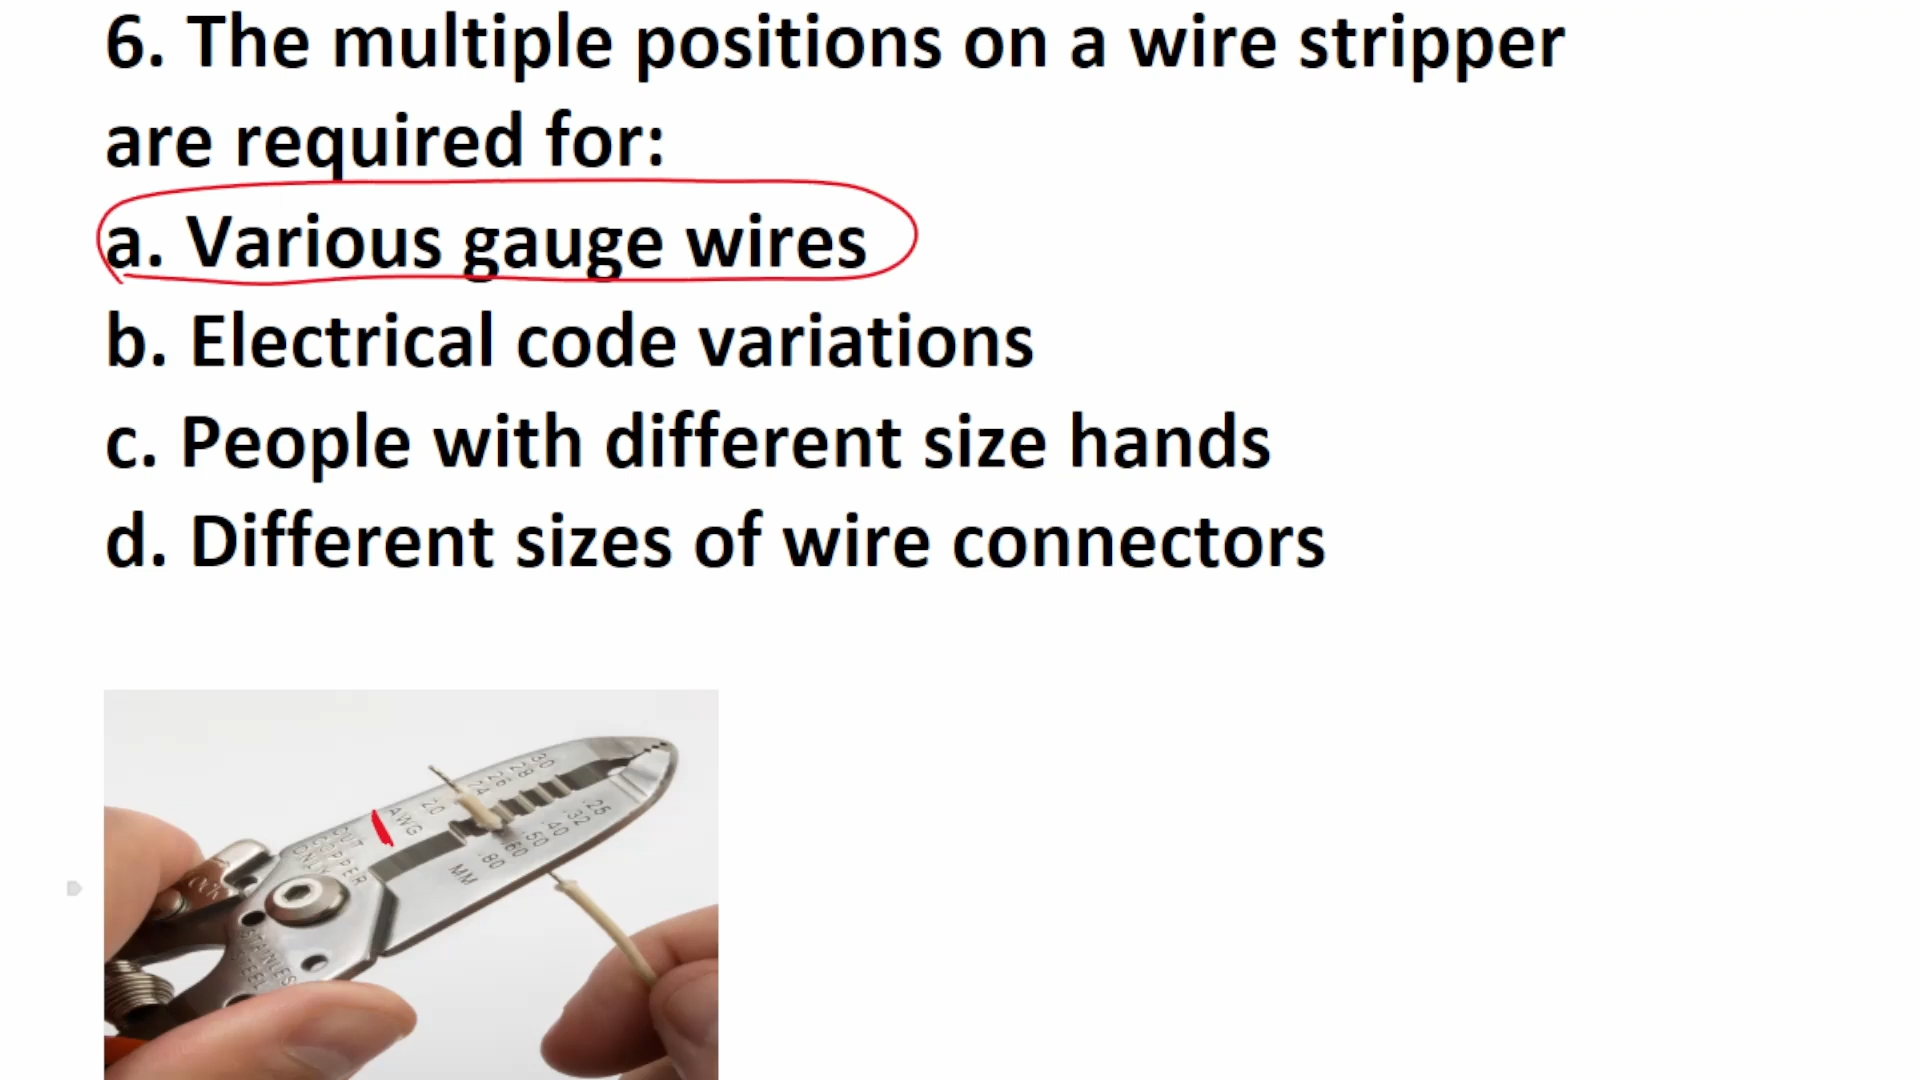 6. The multiple positions on a wire stripper
are required for:
a. Various gauge wires
b. Electrical code variations
c. People with different size hands
d. Different sizes of wire connectors
30
28
26
24
20
AWG
CUT
COPPER
ONLY
.25
.32
.40
.50
.60
.80
MM
LOCK
STAINLESS
STEEL